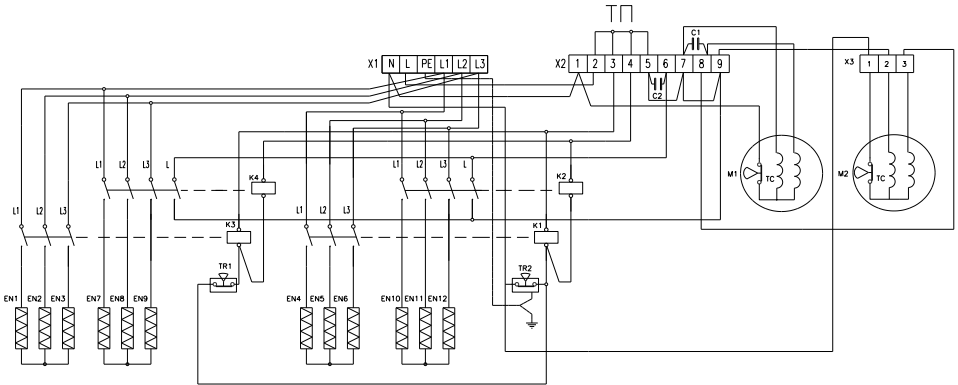 ТП
C1
X1 N L PE L1 L2 L3
X2 1 2 3 4 5 6 7 8 9
X3 1 2 3
C2
L1 L2 L3 L
K4
L1 L2 L3 L
K2
M1 TC
M2 TC
L1 L2 L3
K3
L1 L2 L3
K1
TR1
TR2
EN1 EN2 EN3 EN7 EN8 EN9
EN4 EN5 EN6 EN10 EN11 EN12